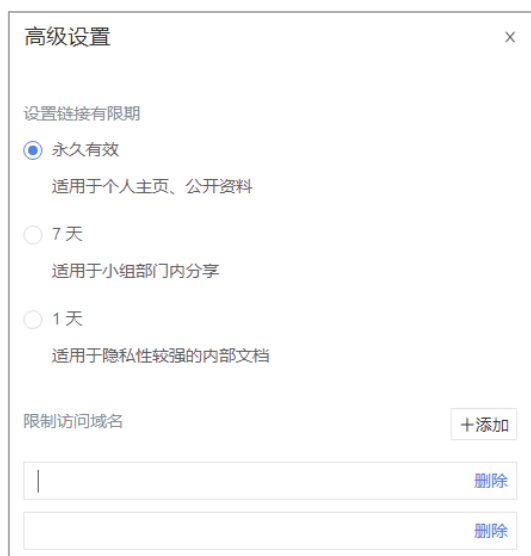 高级设置
设置链接有限期
永久有效
适用于个人主页、公开资料
7 天
适用于小组部门内分享
1 天
适用于隐私性较强的内部文档
限制访问域名
+添加
删除
删除